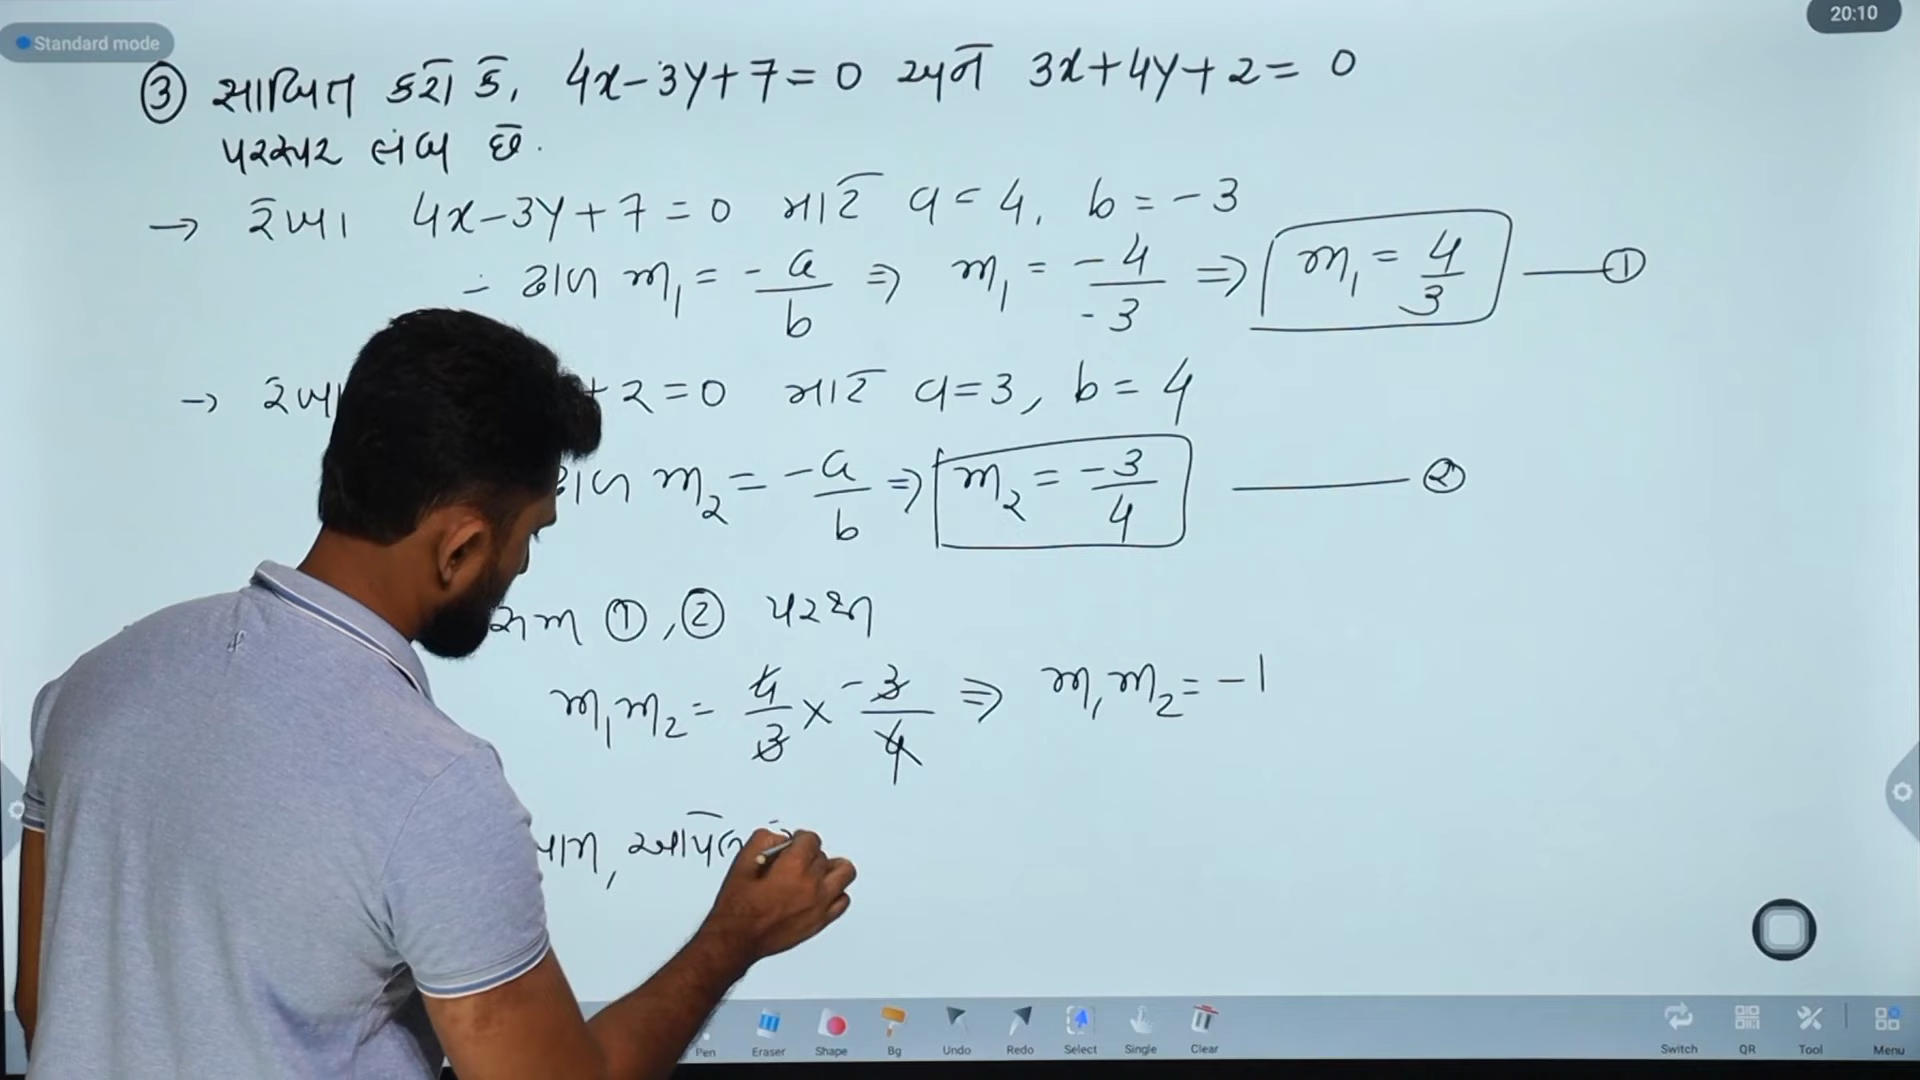 20:10
Standard mode
③ સાબિત કરો કે, 4x-3y+7=0 અને 3x+4y+2=0
પરસ્પર લંબ છે.
→ રેખા 4x-3y+7=0 માટે a=4, b=-3
- ઢાળ m₁ = -a/b ⇒ m₁ = -4/-3 ⇒ m₁ = 4/3 —— ①
→ રેખા +2=0 માટે a=3, b=4
ઢાળ m₂ = -a/b ⇒ m₂ = -3/4 —— ②
①, ② પરથી
m₁m₂ = 4/3 × -3/4 ⇒ m₁m₂ = -1
Pen Eraser Shape Bg Undo Redo Select Single Clear Switch QR Tool Menu